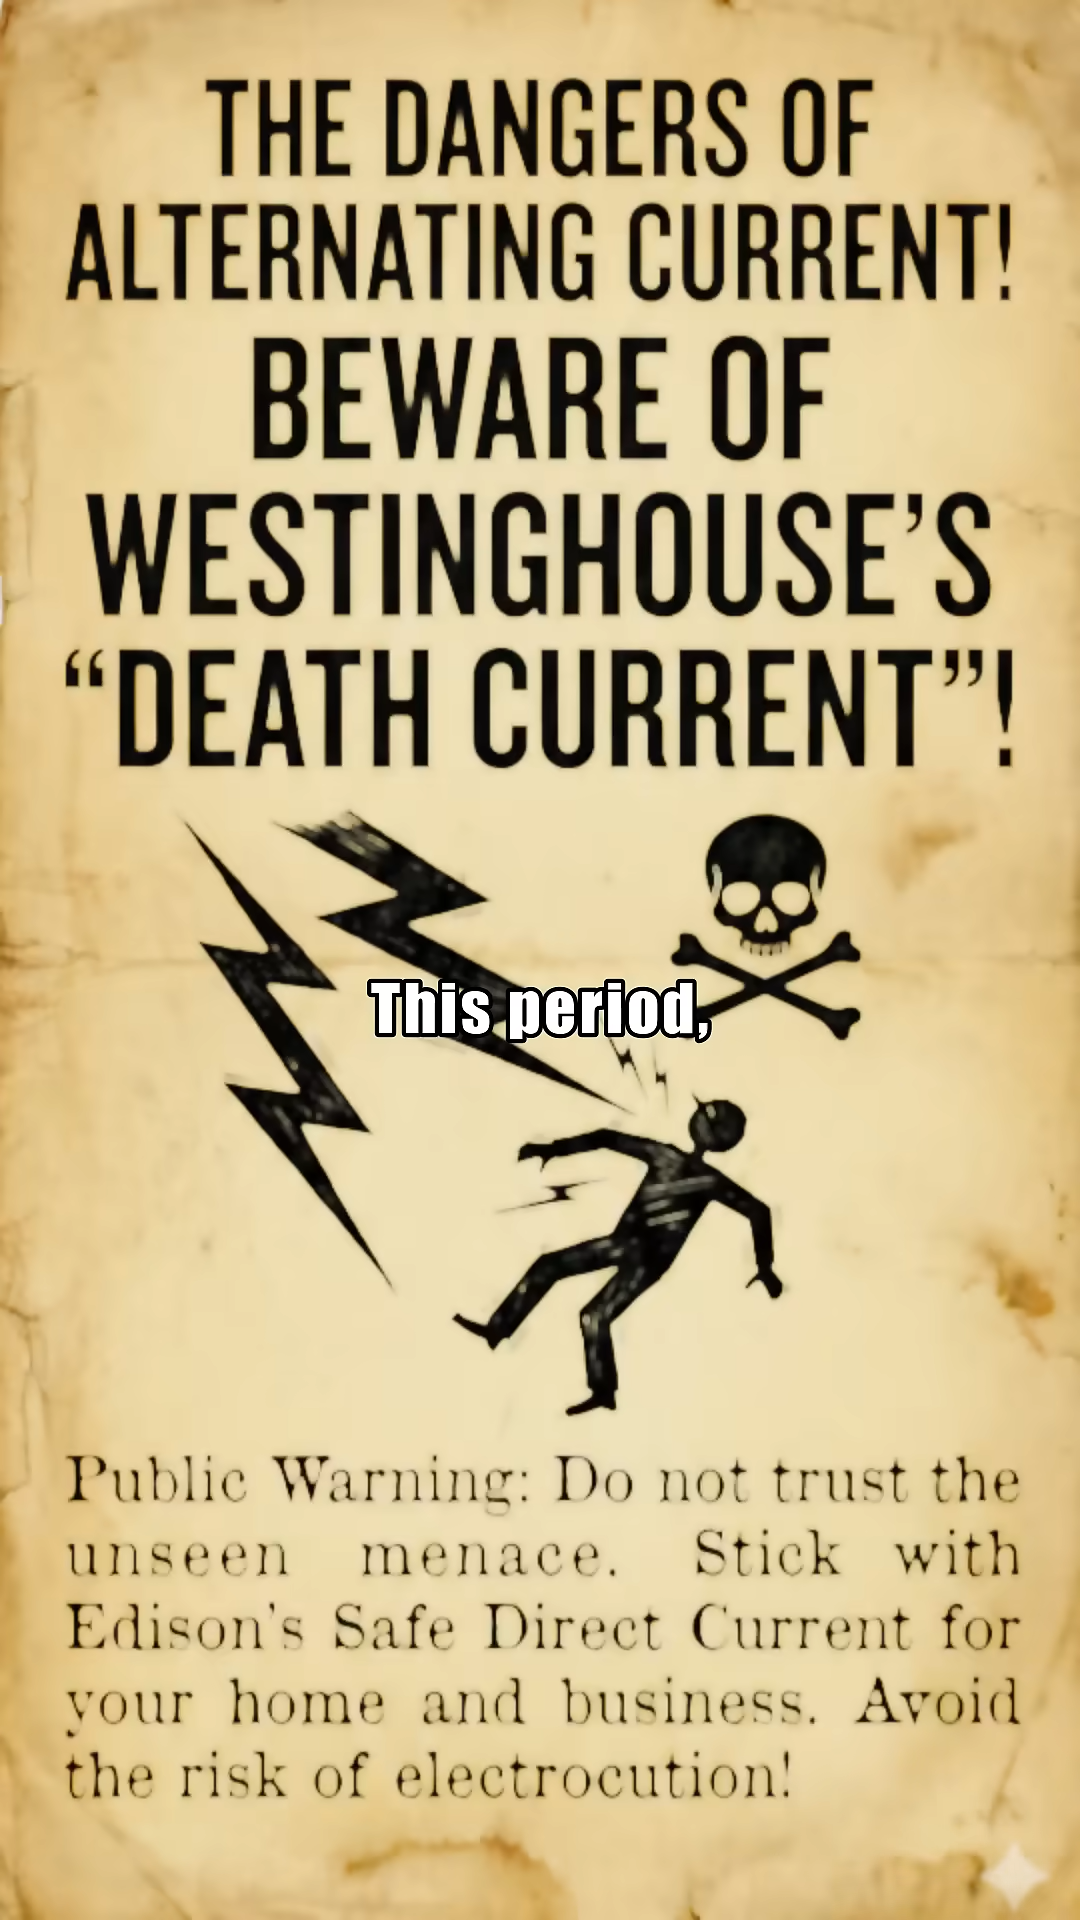 THE DANGERS OF
ALTERNATING CURRENT!
BEWARE OF
WESTINGHOUSE’S
“DEATH CURRENT”!
This period,
Public Warning: Do not trust the
unseen menace. Stick with
Edison's Safe Direct Current for
your home and business. Avoid
the risk of electrocution!